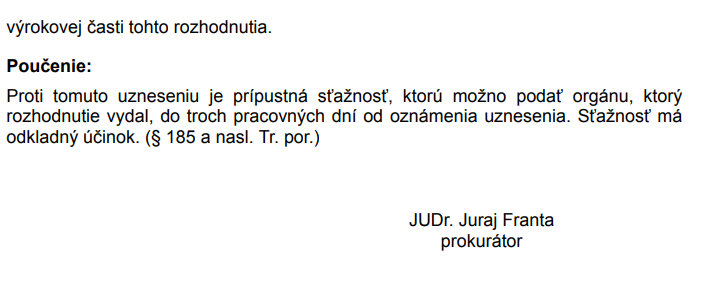 výrokovej časti tohto rozhodnutia.
Poučenie:
Proti tomuto uzneseniu je prípustná sťažnosť, ktorú možno podať orgánu, ktorý
rozhodnutie vydal, do troch pracovných dní od oznámenia uznesenia. Sťažnosť má
odkladný účinok. (§ 185 a nasl. Tr. por.)
JUDr. Juraj Franta
prokurátor